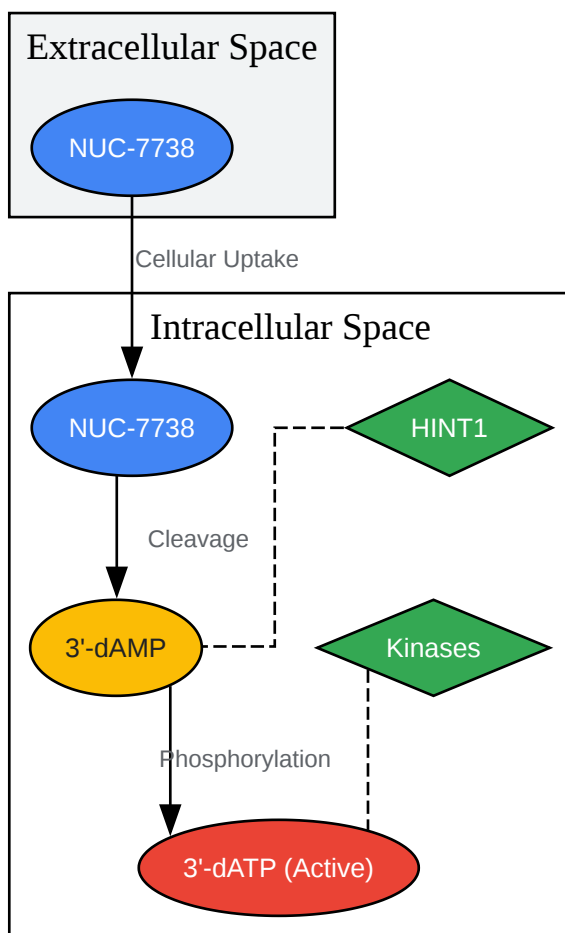 Extracellular Space
NUC-7738
Cellular Uptake
Intracellular Space
NUC-7738
HINT1
Cleavage
3'-dAMP
Kinases
Phosphorylation
3'-dATP (Active)